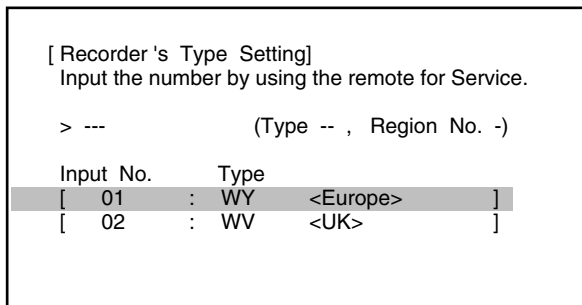 [ Recorder 's Type Setting]
Input the number by using the remote for Service.
> --- (Type -- , Region No. -)
Input No. Type
[ 01 : WY <Europe> ]
[ 02 : WV <UK> ]